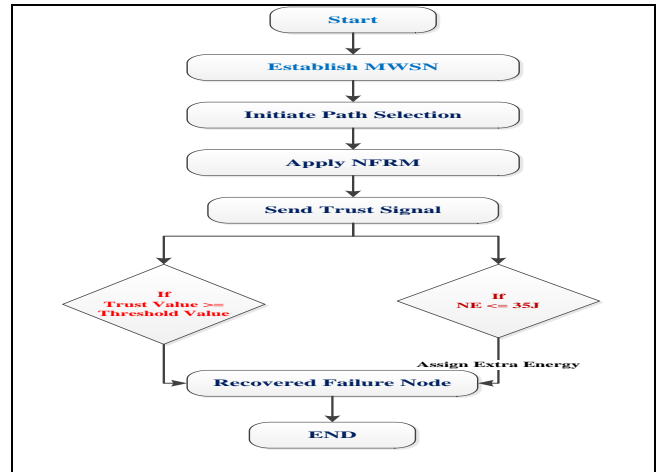 Start
Establish MWSN
Initiate Path Selection
Apply NFRM
Send Trust Signal
If
Trust Value >=
Threshold Value
If
NE <= 35J
Assign Extra Energy
Recovered Failure Node
END